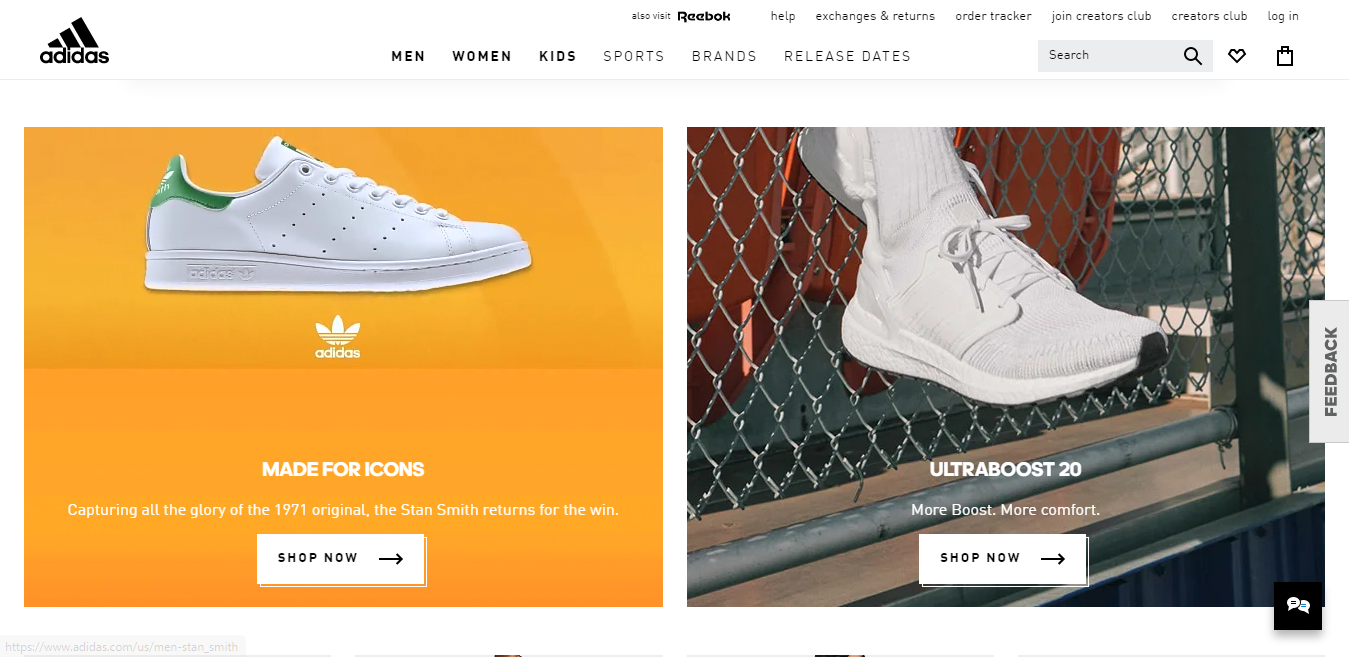 also visit Reebok help exchanges & returns order tracker join creators club creators club log in
adidas
MEN WOMEN KIDS SPORTS BRANDS RELEASE DATES Search
adidas
adidas
MADE FOR ICONS
Capturing all the glory of the 1971 original, the Stan Smith returns for the win.
SHOP NOW
ULTRABOOST 20
More Boost. More comfort.
SHOP NOW
FEEDBACK
https://www.adidas.com/us/men-stan_smith